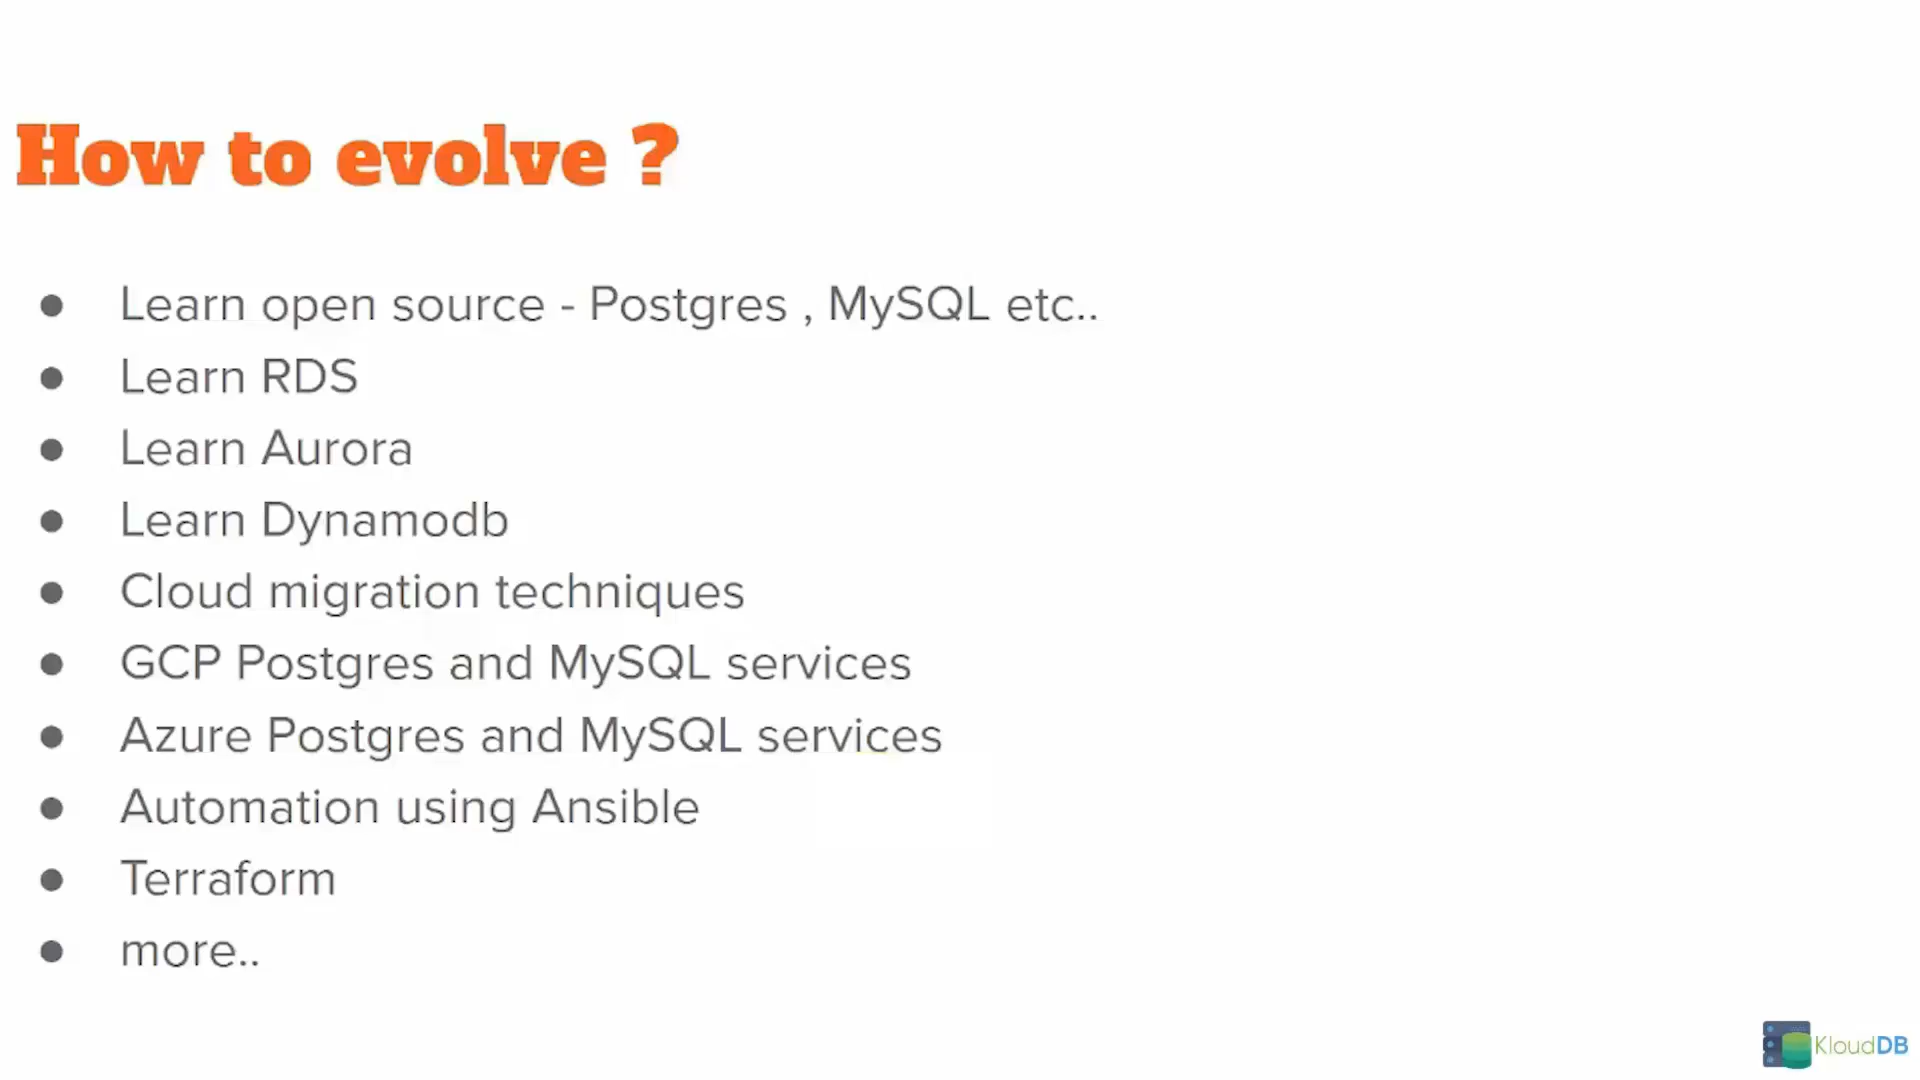 How to evolve ?
● Learn open source - Postgres , MySQL etc..
● Learn RDS
● Learn Aurora
● Learn Dynamodb
● Cloud migration techniques
● GCP Postgres and MySQL services
● Azure Postgres and MySQL services
● Automation using Ansible
● Terraform
● more..
KloudDB